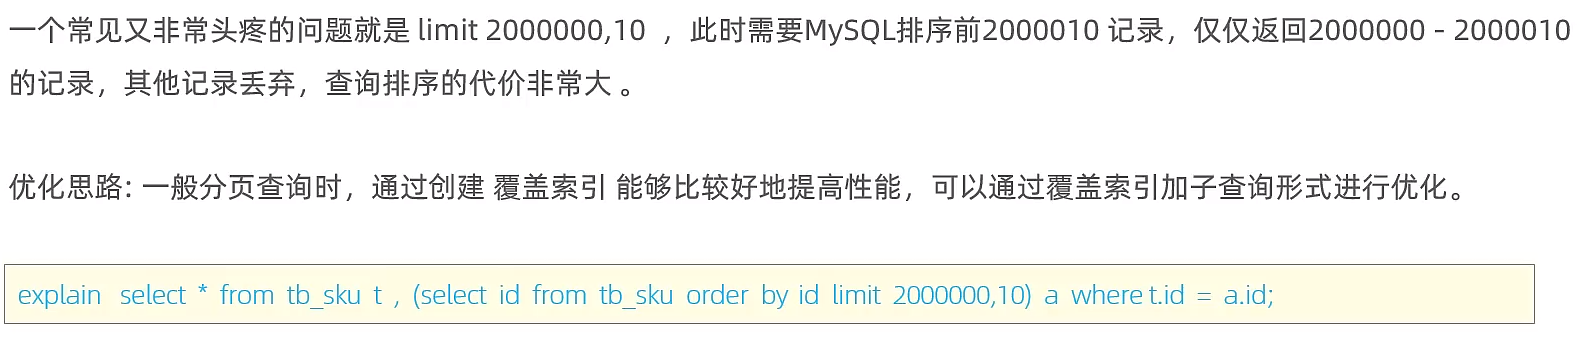 一个常见又非常头疼的问题就是 limit 2000000,10 ，此时需要MySQL排序前2000010 记录，仅仅返回2000000 - 2000010
的记录，其他记录丢弃，查询排序的代价非常大 。
优化思路: 一般分页查询时，通过创建 覆盖索引 能够比较好地提高性能，可以通过覆盖索引加子查询形式进行优化。
explain select * from tb_sku t , (select id from tb_sku order by id limit 2000000,10) a where t.id = a.id;